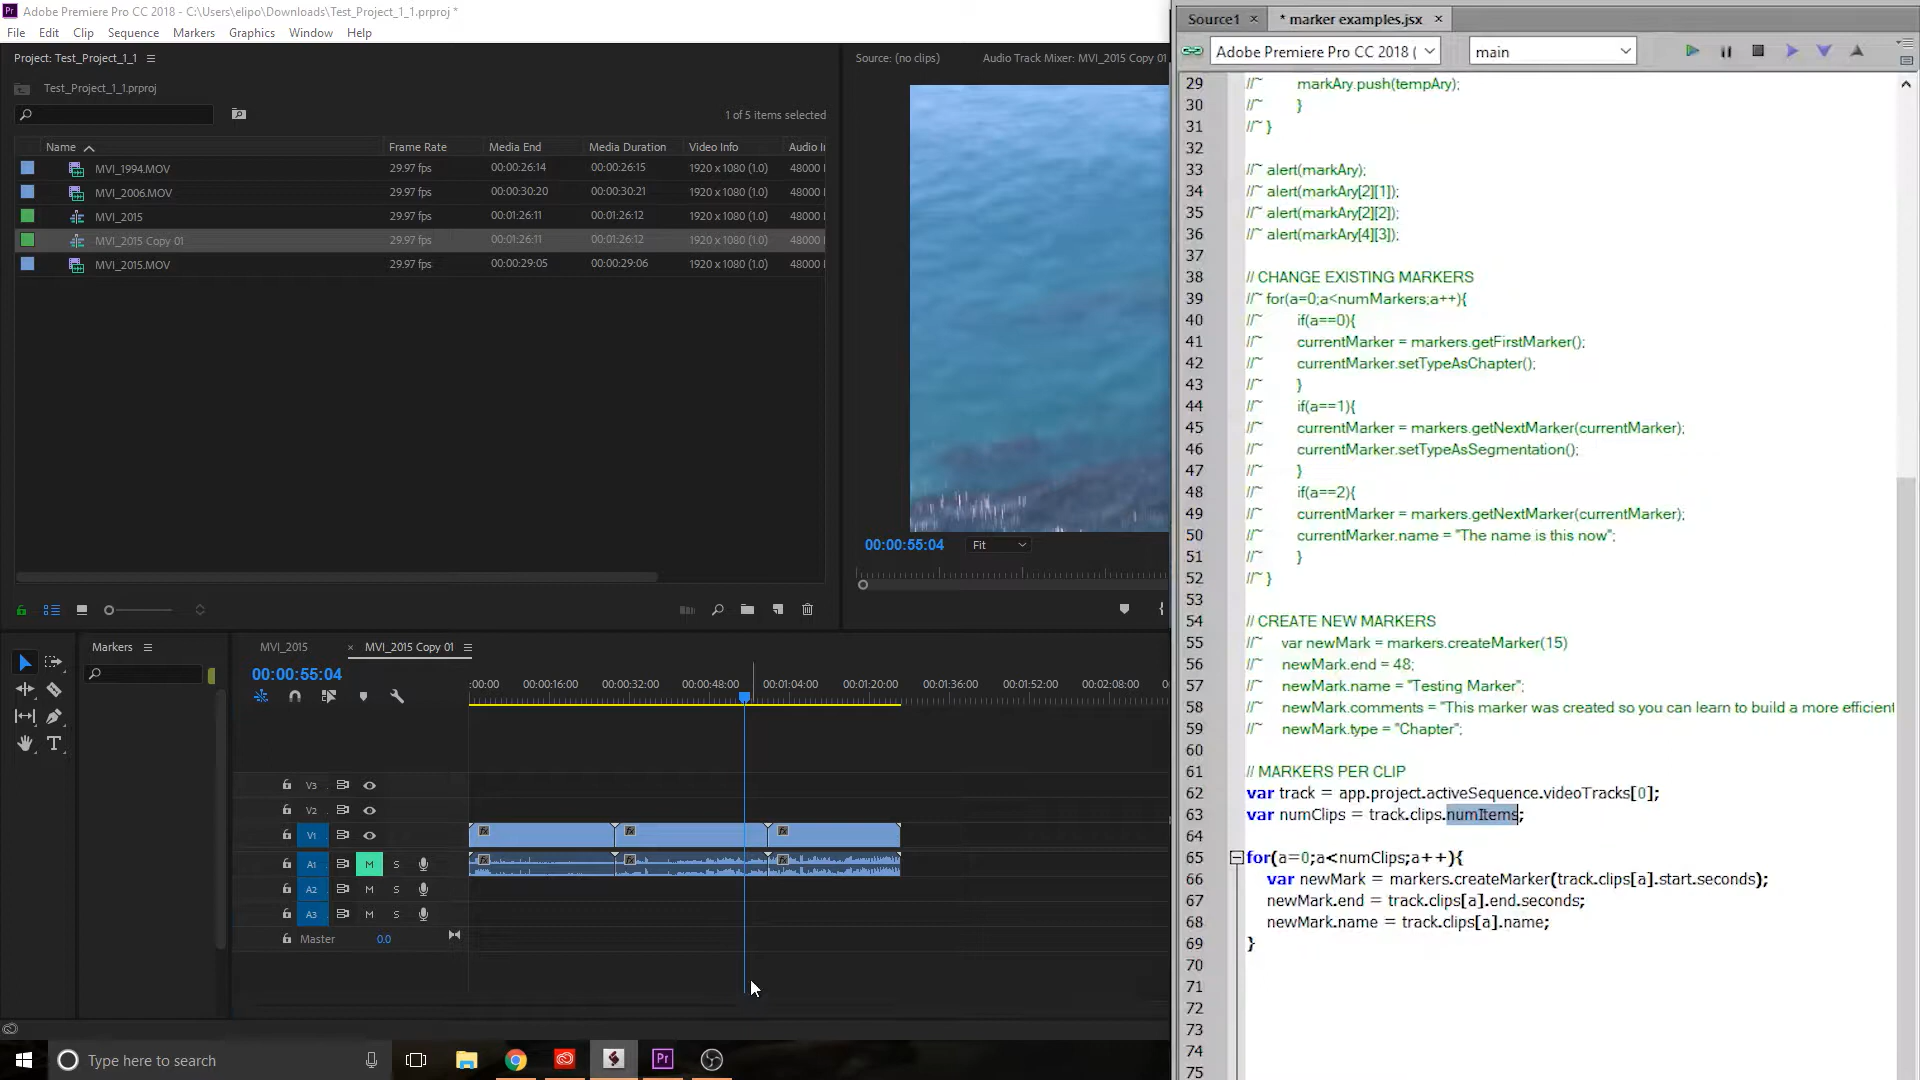 Adobe Premiere Pro CC 2018 - C:\Users\elipo\Downloads\Test_Project_1_1.prproj *
File Edit Clip Sequence Markers Graphics Window Help
Project: Test_Project_1_1
Test_Project_1_1.prproj
1 of 5 items selected
Name Frame Rate Media End Media Duration Video Info Audio I
MVI_1994.MOV 29.97 fps 00:00:26:14 00:00:26:15 1920 x 1080 (1.0) 48000
MVI_2006.MOV 29.97 fps 00:00:30:20 00:00:30:21 1920 x 1080 (1.0) 48000
MVI_2015 29.97 fps 00:01:26:11 00:01:26:12 1920 x 1080 (1.0) 48000
MVI_2015 Copy 01 29.97 fps 00:01:26:11 00:01:26:12 1920 x 1080 (1.0) 48000
MVI_2015.MOV 29.97 fps 00:00:29:05 00:00:29:06 1920 x 1080 (1.0) 48000
Source: (no clips) Audio Track Mixer: MVI_2015 Copy 01
00:00:55:04 Fit
Markers
MVI_2015 × MVI_2015 Copy 01
00:00:55:04
:00:00 00:00:16:00 00:00:32:00 00:00:48:00 00:01:04:00 00:01:20:00 00:01:36:00 00:01:52:00 00:02:08:00
V3
V2
V1 fx fx fx
A1 M S fx fx fx
A2 M S
A3 M S
Master 0.0
Type here to search
Pr
Source1 × * marker examples.jsx ×
Adobe Premiere Pro CC 2018 ( main
29 //~ markAry.push(tempAry);
30 //~ }
31 //~ }
32
33 //~ alert(markAry);
34 //~ alert(markAry[2][1]);
35 //~ alert(markAry[2][2]);
36 //~ alert(markAry[4][3]);
37
38 // CHANGE EXISTING MARKERS
39 //~ for(a=0;a<numMarkers;a++){
40 //~ if(a==0){
41 //~ currentMarker = markers.getFirstMarker();
42 //~ currentMarker.setTypeAsChapter();
43 //~ }
44 //~ if(a==1){
45 //~ currentMarker = markers.getNextMarker(currentMarker);
46 //~ currentMarker.setTypeAsSegmentation();
47 //~ }
48 //~ if(a==2){
49 //~ currentMarker = markers.getNextMarker(currentMarker);
50 //~ currentMarker.name = "The name is this now";
51 //~ }
52 //~ }
53
54 // CREATE NEW MARKERS
55 //~ var newMark = markers.createMarker(15)
56 //~ newMark.end = 48;
57 //~ newMark.name = "Testing Marker";
58 //~ newMark.comments = "This marker was created so you can learn to build a more efficient
59 //~ newMark.type = "Chapter";
60
61 // MARKERS PER CLIP
62 var track = app.project.activeSequence.videoTracks[0];
63 var numClips = track.clips.numItems;
64
65 for(a=0;a<numClips;a++){
66 var newMark = markers.createMarker(track.clips[a].start.seconds);
67 newMark.end = track.clips[a].end.seconds;
68 newMark.name = track.clips[a].name;
69 }
70
71
72
73
74
75